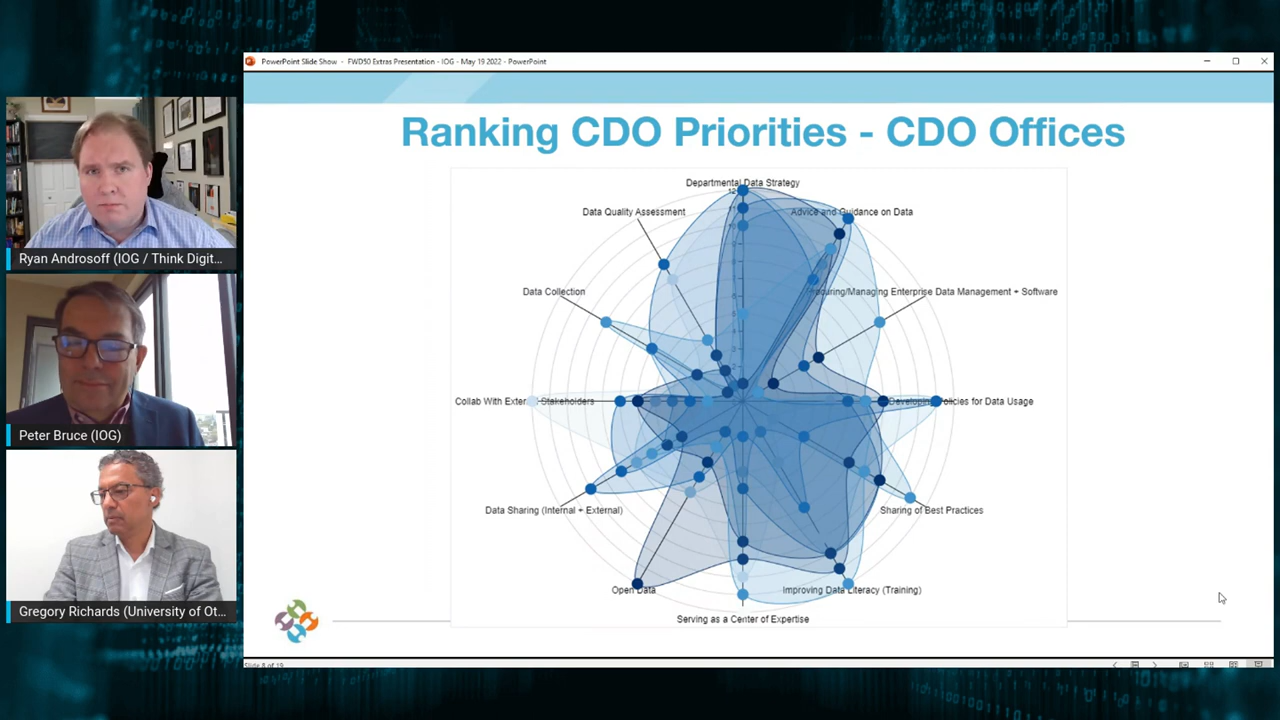 PowerPoint Slide Show - FWD50 Extras Presentation - IOG - May 19 2022 - PowerPoint
Ranking CDO Priorities - CDO Offices
Departmental Data Strategy
Data Quality Assessment
Advice and Guidance on Data
Data Collection
Procuring/Managing Enterprise Data Management + Software
Collab With External Stakeholders
Developing Policies for Data Usage
Data Sharing (Internal + External)
Sharing of Best Practices
Open Data
Improving Data Literacy (Training)
Serving as a Center of Expertise
Slide 8 of 19
Ryan Androsoff (IOG / Think Digit...
Peter Bruce (IOG)
Gregory Richards (University of Ot...